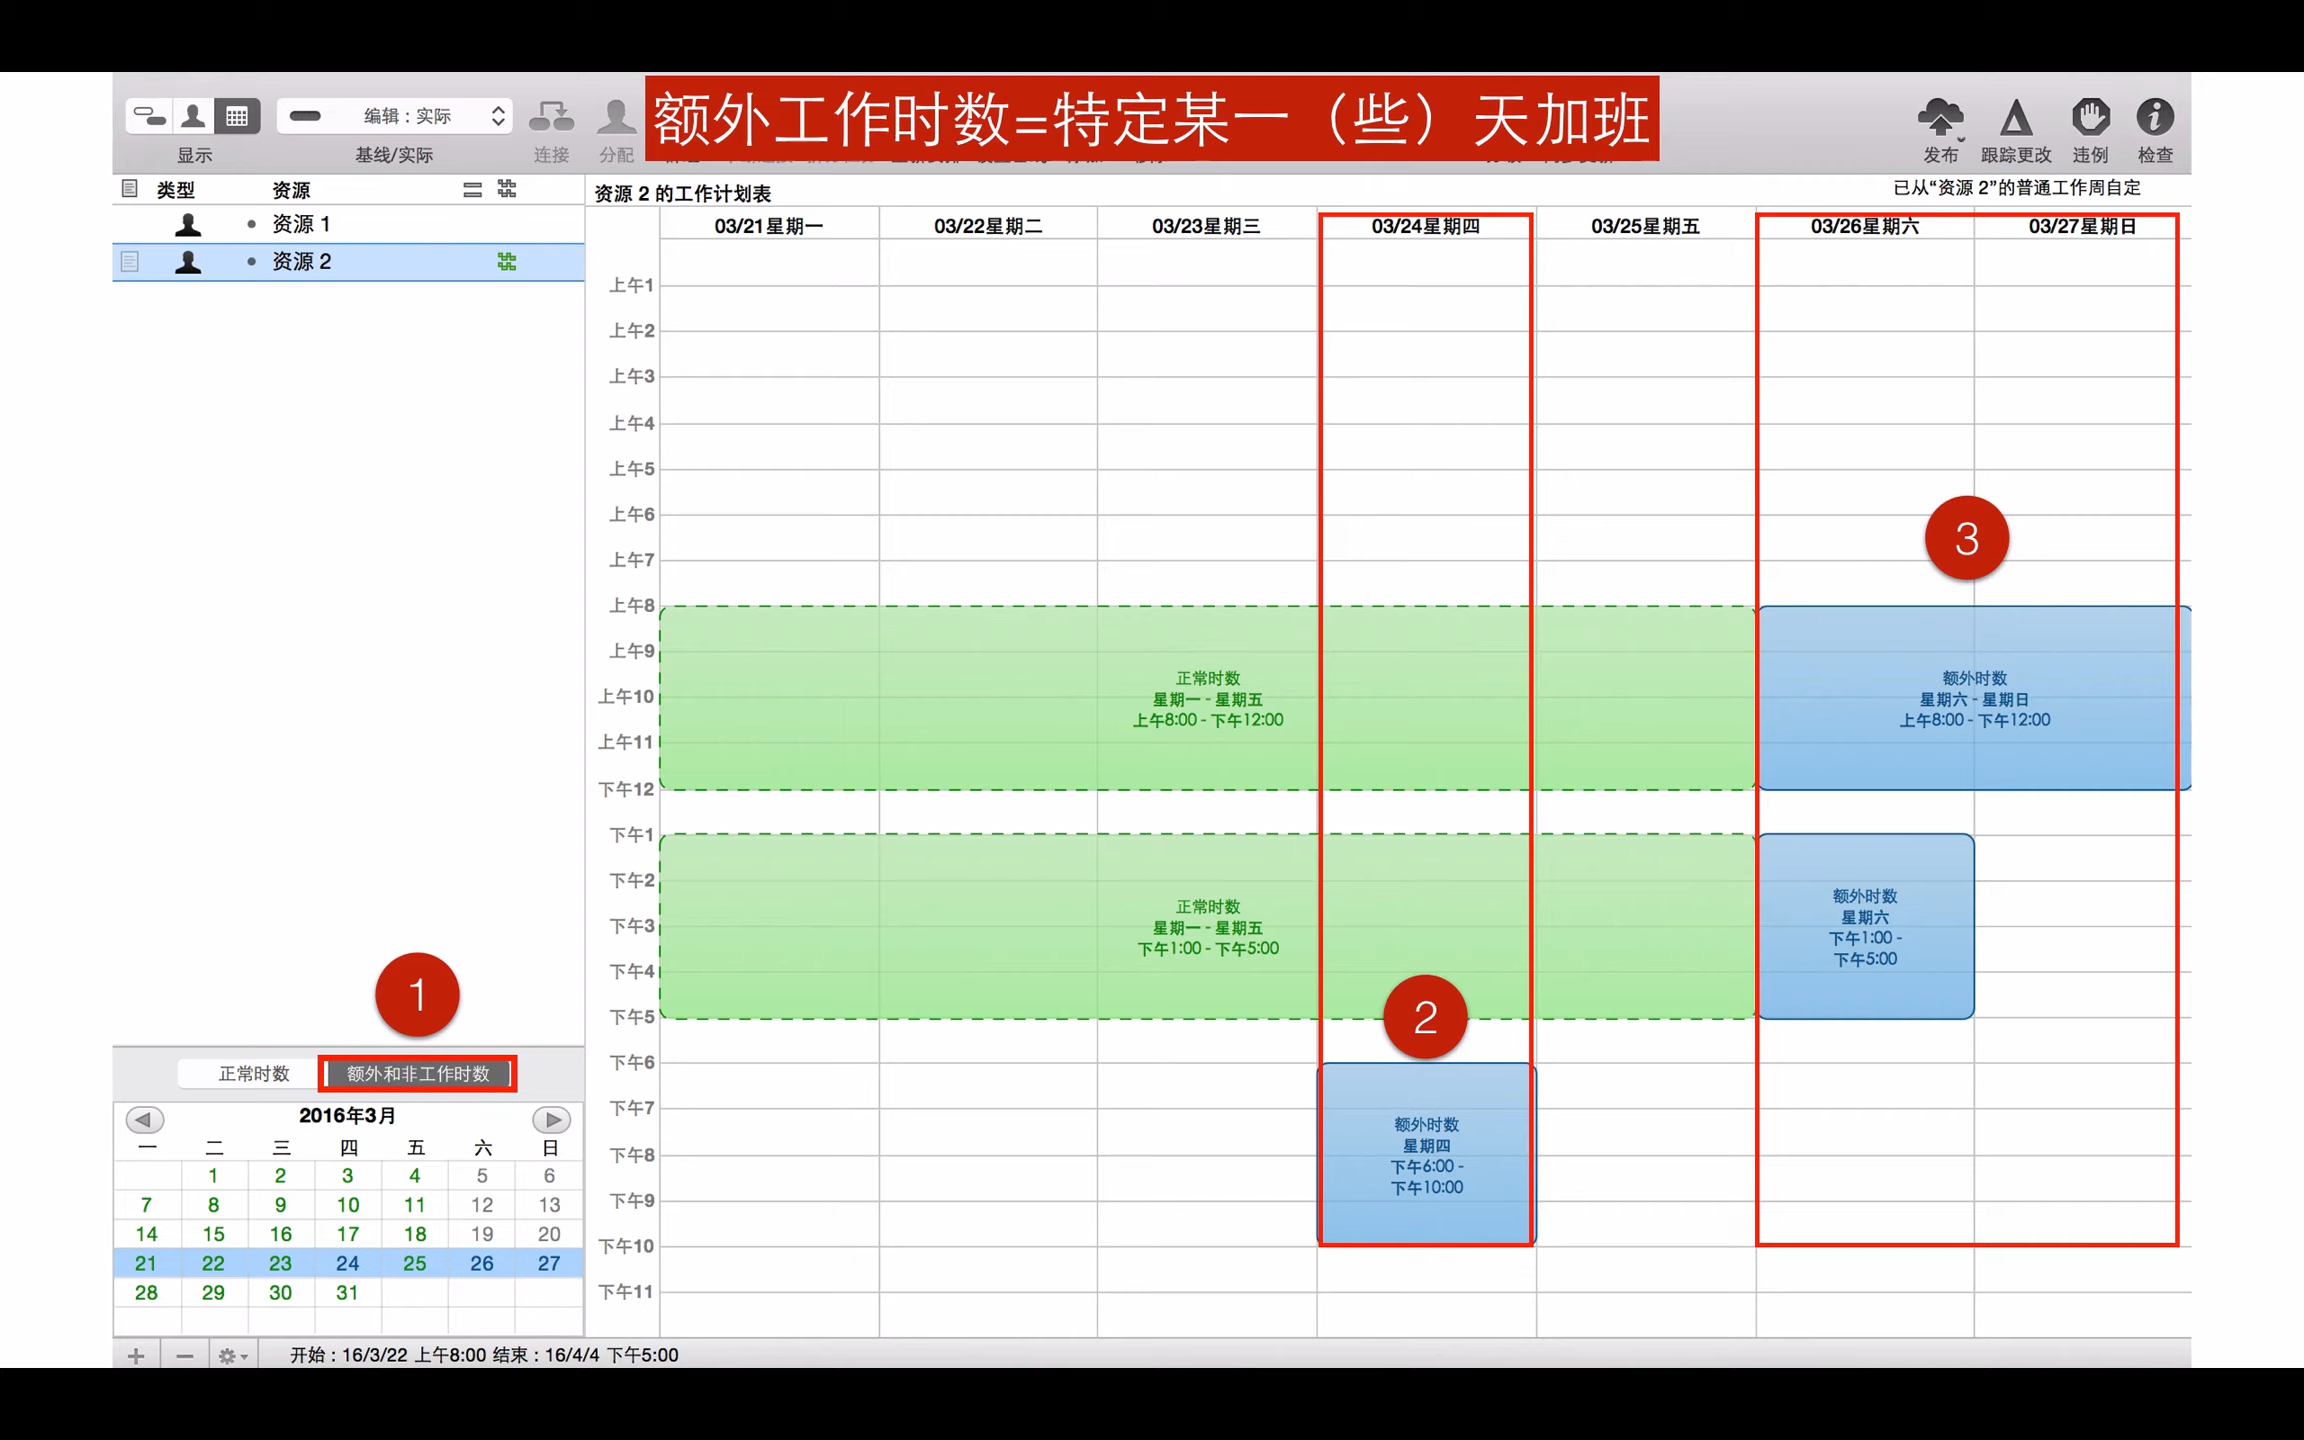 额外工作时数=特定某一（些）天加班
显示
编辑：实际
基线/实际
连接
分配
发布
跟踪更改
违例
检查
类型
资源
资源 1
资源 2
资源 2 的工作计划表
已从“资源 2”的普通工作周自定
03/21星期一
03/22星期二
03/23星期三
03/24星期四
03/25星期五
03/26星期六
03/27星期日
上午1
上午2
上午3
上午4
上午5
上午6
上午7
上午8
上午9
上午10
上午11
下午12
下午1
下午2
下午3
下午4
下午5
下午6
下午7
下午8
下午9
下午10
下午11
正常时数
星期一 - 星期五
上午8:00 - 下午12:00
正常时数
星期一 - 星期五
下午1:00 - 下午5:00
3
额外时数
星期六 - 星期日
上午8:00 - 下午12:00
额外时数
星期六
下午1:00 -
下午5:00
2
额外时数
星期四
下午6:00 -
下午10:00
1
正常时数
额外和非工作时数
2016年3月
一 二 三 四 五 六 日
1 2 3 4 5 6
7 8 9 10 11 12 13
14 15 16 17 18 19 20
21 22 23 24 25 26 27
28 29 30 31
开始：16/3/22 上午8:00 结束：16/4/4 下午5:00